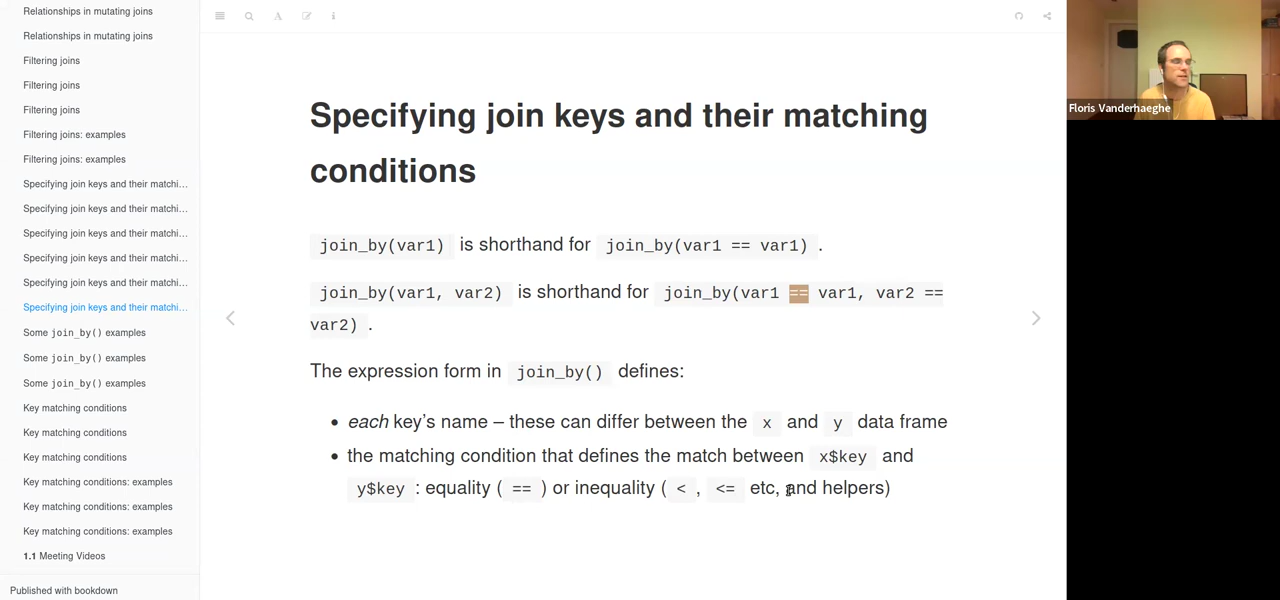 Relationships in mutating joins
Relationships in mutating joins
Filtering joins
Filtering joins
Filtering joins
Filtering joins: examples
Filtering joins: examples
Specifying join keys and their matchi...
Specifying join keys and their matchi...
Specifying join keys and their matchi...
Specifying join keys and their matchi...
Specifying join keys and their matchi...
Specifying join keys and their matchi...
Some join_by() examples
Some join_by() examples
Some join_by() examples
Key matching conditions
Key matching conditions
Key matching conditions
Key matching conditions: examples
Key matching conditions: examples
Key matching conditions: examples
1.1 Meeting Videos
Published with bookdown
Specifying join keys and their matching
conditions
join_by(var1) is shorthand for join_by(var1 == var1) .
join_by(var1, var2) is shorthand for join_by(var1 == var1, var2 ==
var2) .
The expression form in join_by() defines:
• each key’s name – these can differ between the x and y data frame
• the matching condition that defines the match between x$key and
y$key : equality ( == ) or inequality ( < , <= etc, and helpers)
Floris Vanderhaeghe